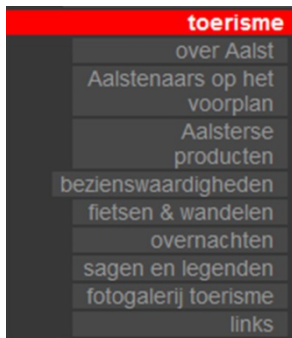 toerisme
over Aalst
Aalstenaars op het
voorplan
Aalsterse
producten
bezienswaardigheden
fietsen & wandelen
overnachten
sagen en legenden
fotogalerij toerisme
links